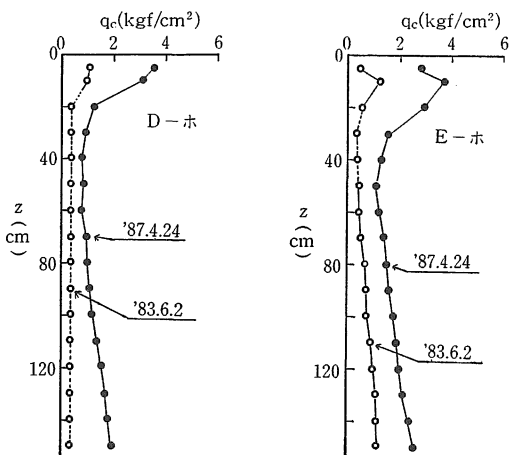 qc(kgf/cm²)
0 2 4 6
0
40
80
120
z
(cm)
D－ホ
'87.4.24
'83.6.2
qc(kgf/cm²)
0 2 4 6
0
40
80
120
z
(cm)
E－ホ
'87.4.24
'83.6.2